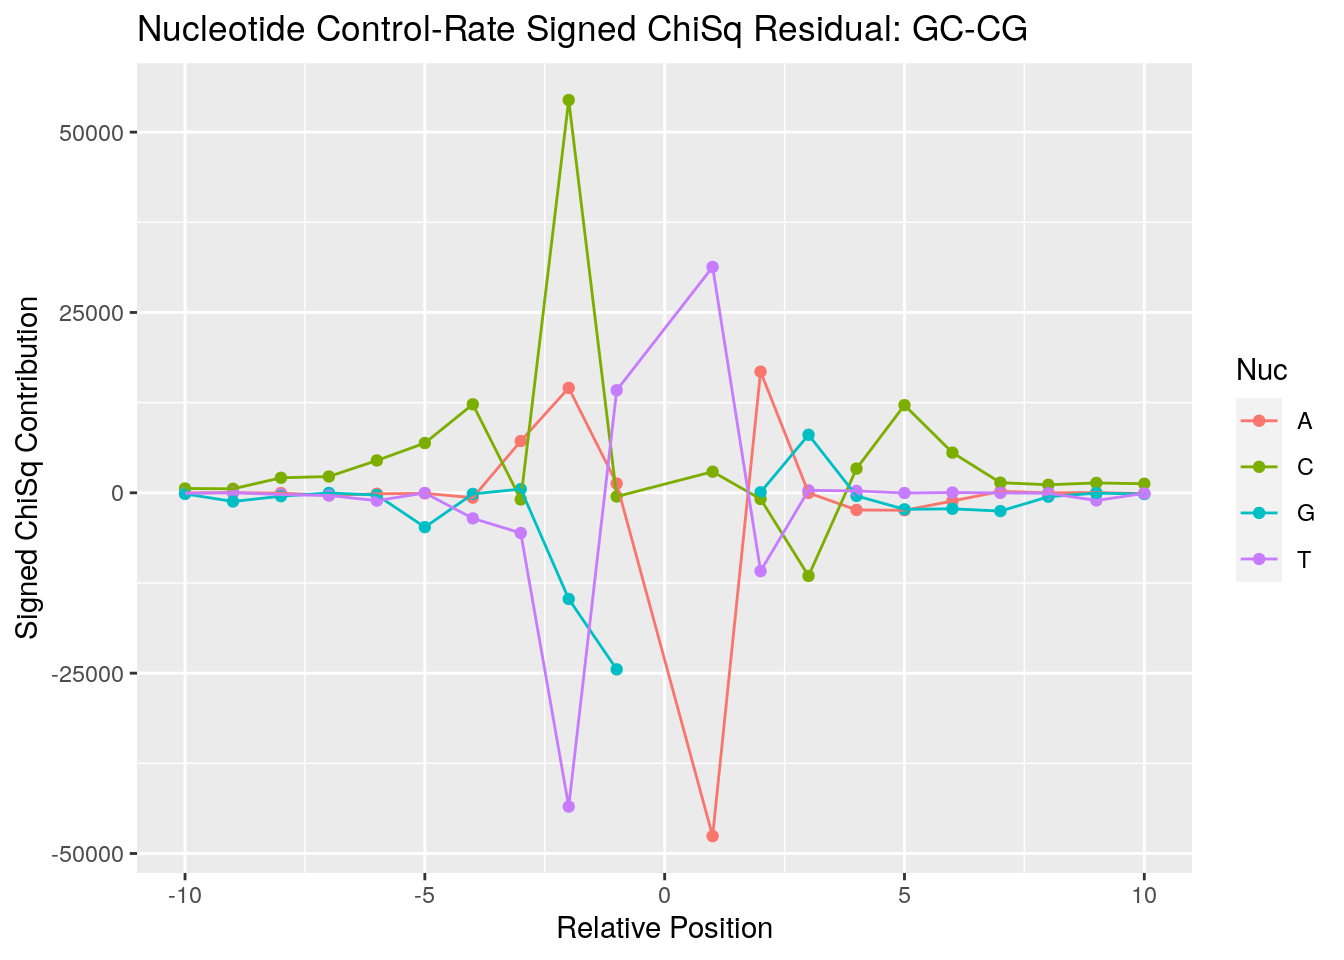 Nucleotide Control-Rate Signed ChiSq Residual: GC-CG
Signed ChiSq Contribution
50000
25000
0
-25000
-50000
-10
-5
0
5
10
Relative Position
Nuc
A
C
G
T